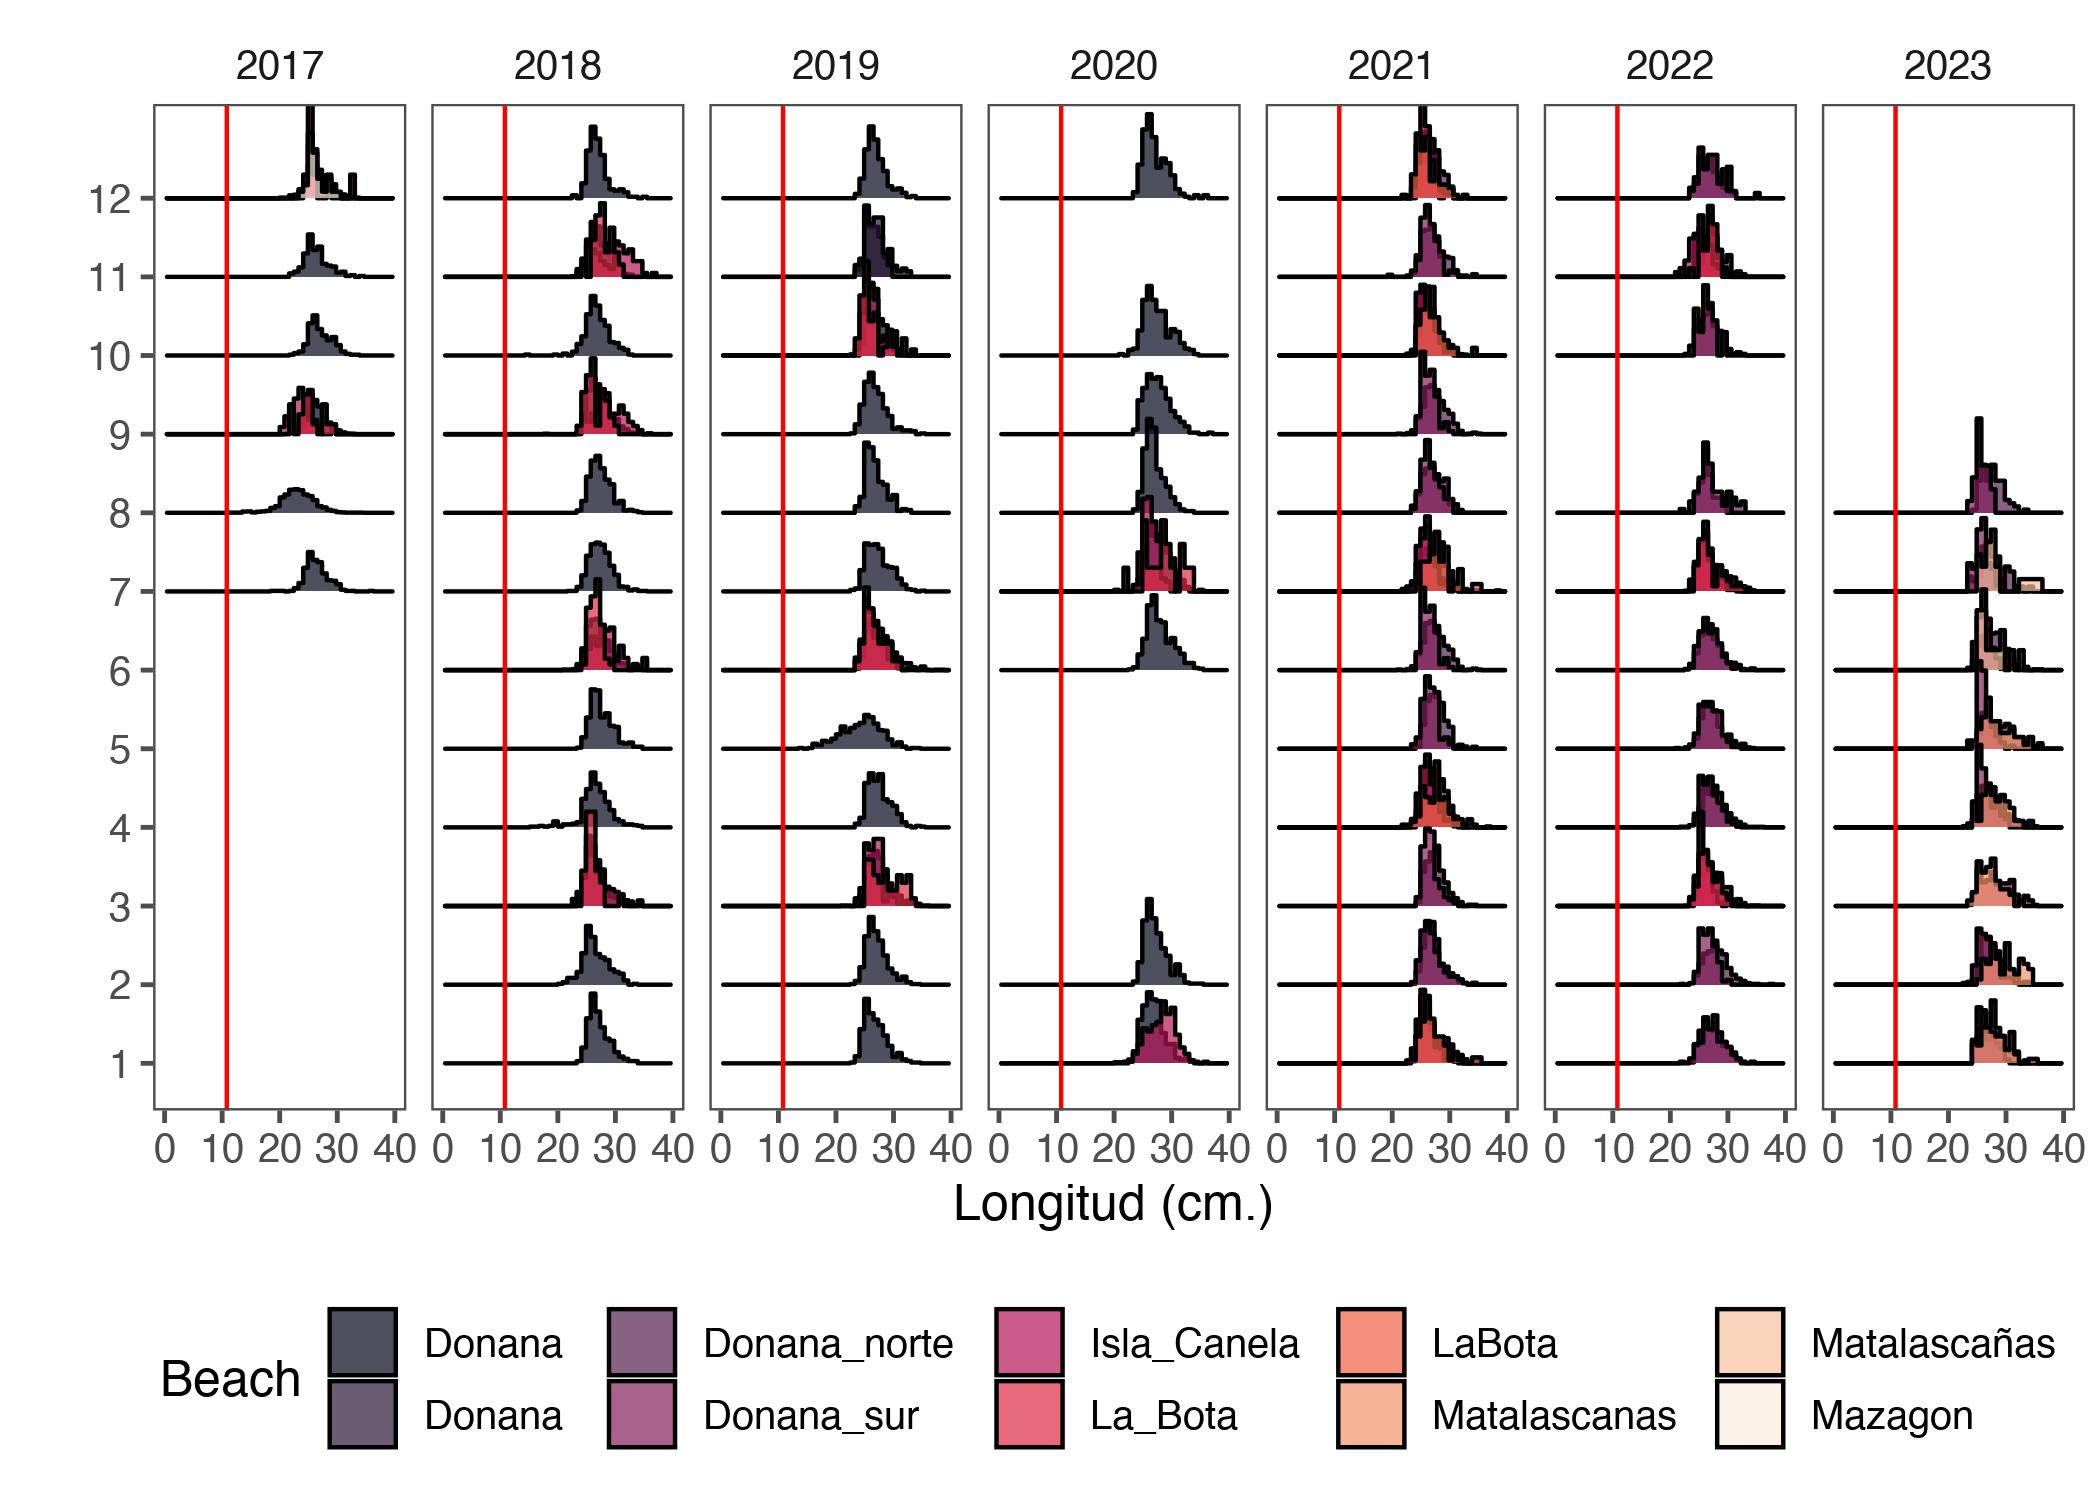 2017 2018 2019 2020 2021 2022 2023
12
11
10
9
8
7
6
5
4
3
2
1
0 10 20 30 40 0 10 20 30 40 0 10 20 30 40 0 10 20 30 40 0 10 20 30 40 0 10 20 30 40 0 10 20 30 40
Longitud (cm.)
Beach
Donana Donana_norte Isla_Canela LaBota Matalascañas
Donana Donana_sur La_Bota Matalascanas Mazagon